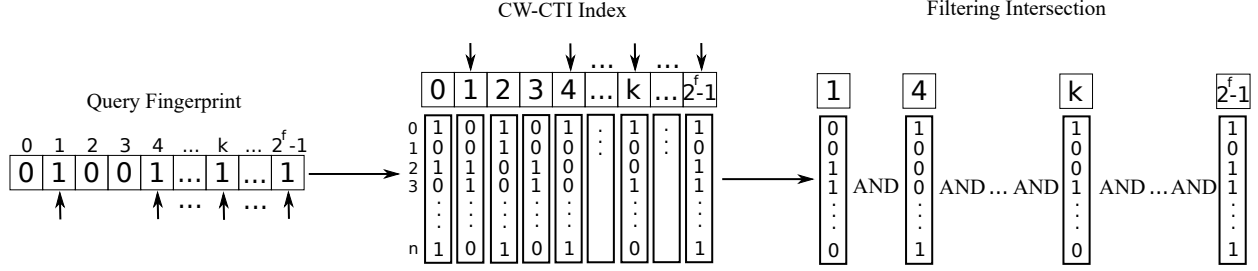 Query Fingerprint
0 1 2 3 4 ... k ... 2^f-1
0 1 0 0 1 ... 1 ... 1
... ...
CW-CTI Index
... ...
0 1 2 3 4 ... k ... 2^f-1
0 1 0 1 0 1 . 1 . 1
1 0 0 1 0 0 . 0 . 0
2 1 1 0 1 0 0 1
3 0 1 0 1 0 1 1
n 1 0 1 0 1 0 1
Filtering Intersection
1 4 k 2^f-1
0 1 1 1
0 0 0 0
1 0 0 1
1 AND 0 AND ... AND 1 AND ... AND 1
0 1 0 1